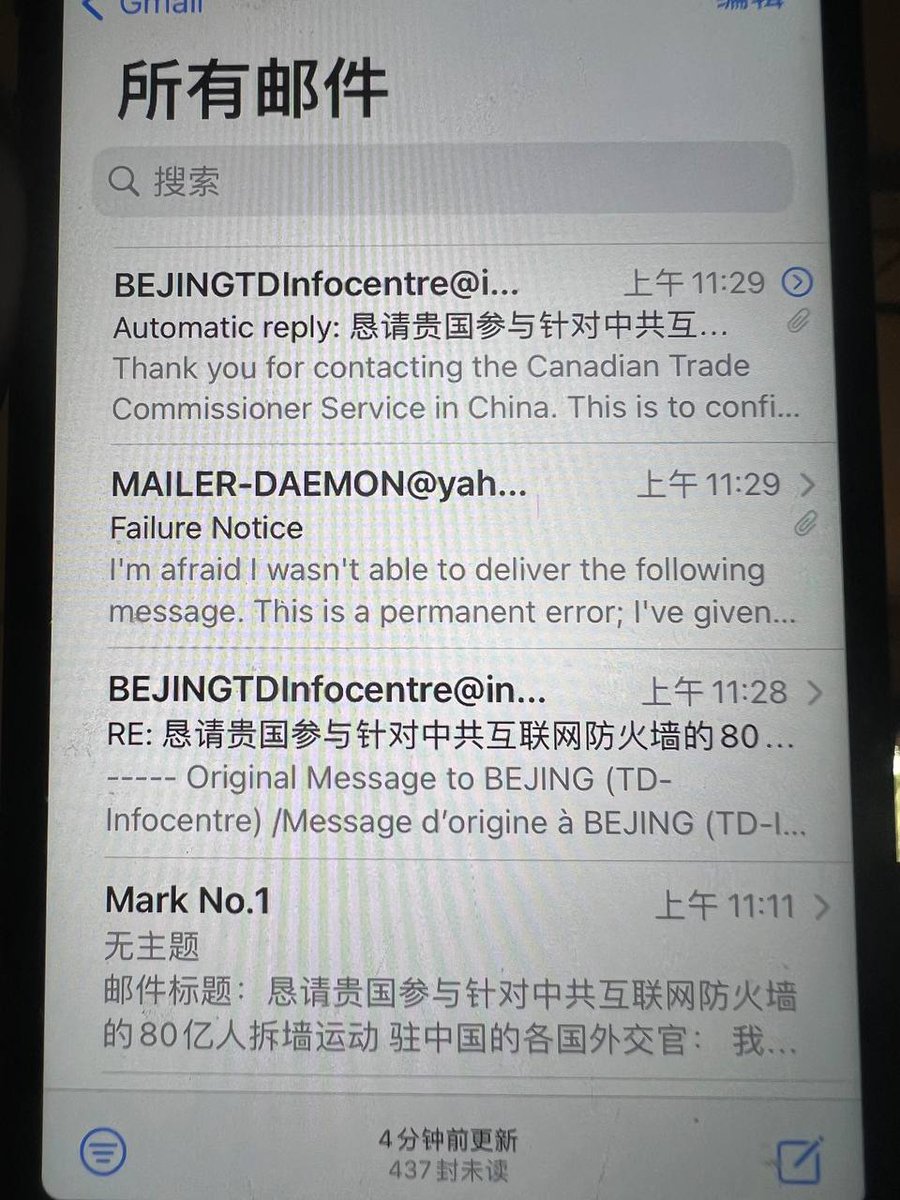 Gmail
编辑
所有邮件
搜索
BEJINGTDInfocentre@i... 上午 11:29
Automatic reply: 恳请贵国参与针对中共互...
Thank you for contacting the Canadian Trade
Commissioner Service in China. This is to confi...
MAILER-DAEMON@yah... 上午 11:29
Failure Notice
I'm afraid I wasn't able to deliver the following
message. This is a permanent error; I've given...
BEJINGTDInfocentre@in... 上午 11:28
RE: 恳请贵国参与针对中共互联网防火墙的80...
----- Original Message to BEJING (TD-
Infocentre) /Message d’origine à BEJING (TD-I...
Mark No.1 上午 11:11
无主题
邮件标题：恳请贵国参与针对中共互联网防火墙
的80亿人拆墙运动 驻中国的各国外交官： 我...
4分钟前更新
437封未读